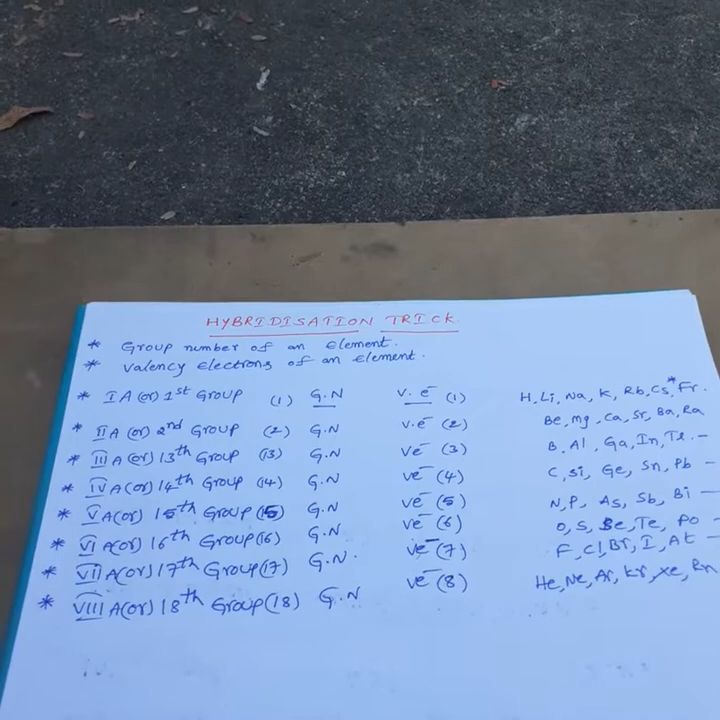 HYBRIDISATION TRICK.
* Group number of an Element.
* Valency electrons of an Element.
* IA (or) 1st Group (1) G.N V.e- (1) H, Li, Na, K, Rb, Cs,* Fr.
* IIA (or) 2nd Group (2) G.N v.e- (2) Be, Mg, Ca, Sr, Ba, Ra
* IIIA (or) 13th Group (13) G.N ve- (3) B, Al, Ga, In, Tl. -
* IVA (or) 14th Group (14) G.N ve- (4) C, Si, Ge, Sn, Pb -
* VA (or) 15th Group (15) G.N ve- (5) N, P, As, Sb, Bi -
* VIA (or) 16th Group (16) G.N ve- (6) O, S, Se, Te, Po -
* VIIA (or) 17th Group (17) G.N. ve- (7) F, Cl, Br, I, At -
* VIIIA (or) 18th Group (18) G.N ve- (8) He, Ne, Ar, Kr, Xe, Rn